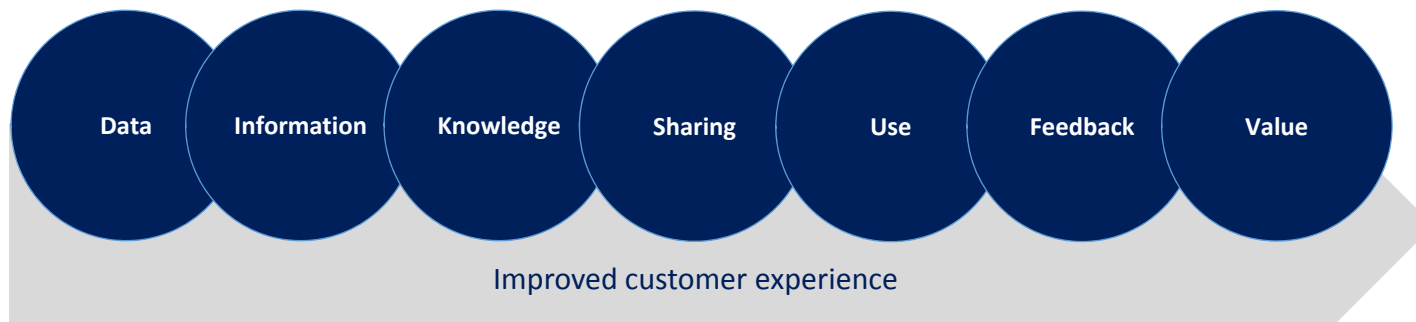 Data Information Knowledge Sharing Use Feedback Value
Improved customer experience